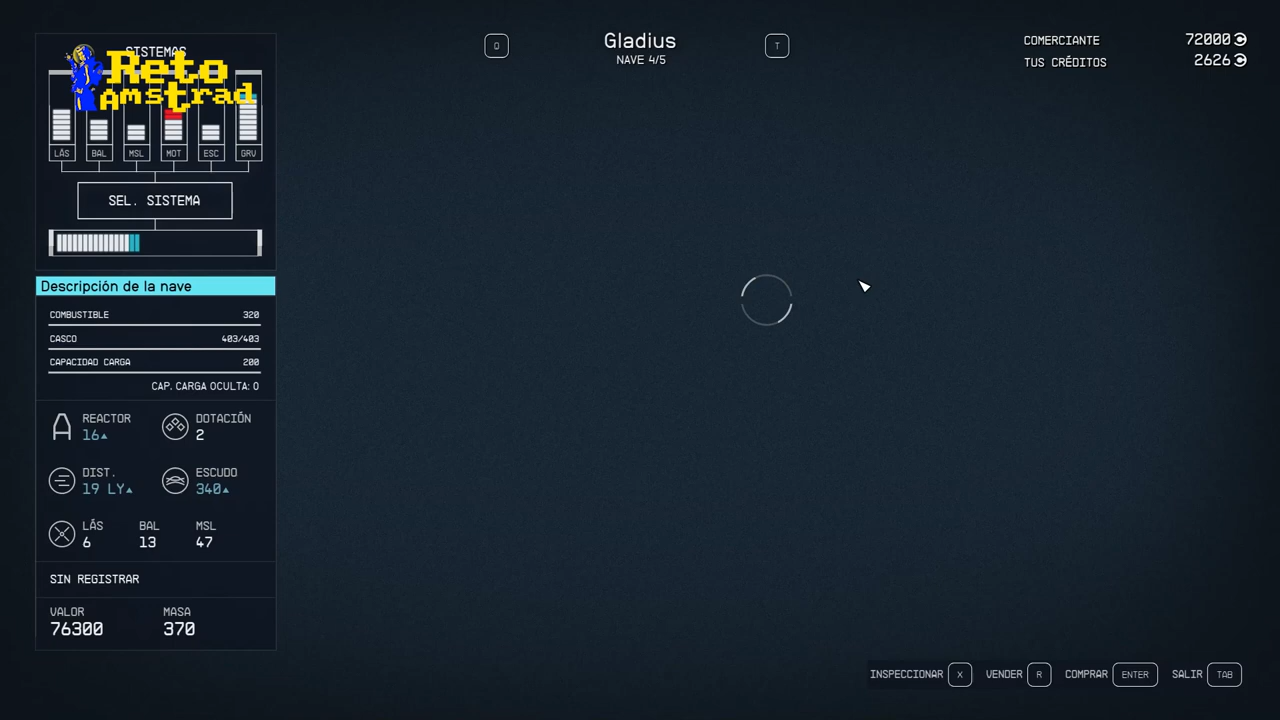 SISTEMAS
Reto
Amstrad
LÁS BAL MSL MOT ESC GRV
SEL. SISTEMA
Descripción de la nave
COMBUSTIBLE 320
CASCO 403/403
CAPACIDAD CARGA 200
CAP. CARGA OCULTA: 0
REACTOR DOTACIÓN
16 2
DIST. ESCUDO
19 LY 340
LÁS BAL MSL
6 13 47
SIN REGISTRAR
VALOR MASA
76300 370
Q Gladius T
NAVE 4/5
COMERCIANTE 72000
TUS CRÉDITOS 2626
INSPECCIONAR X VENDER R COMPRAR ENTER SALIR TAB